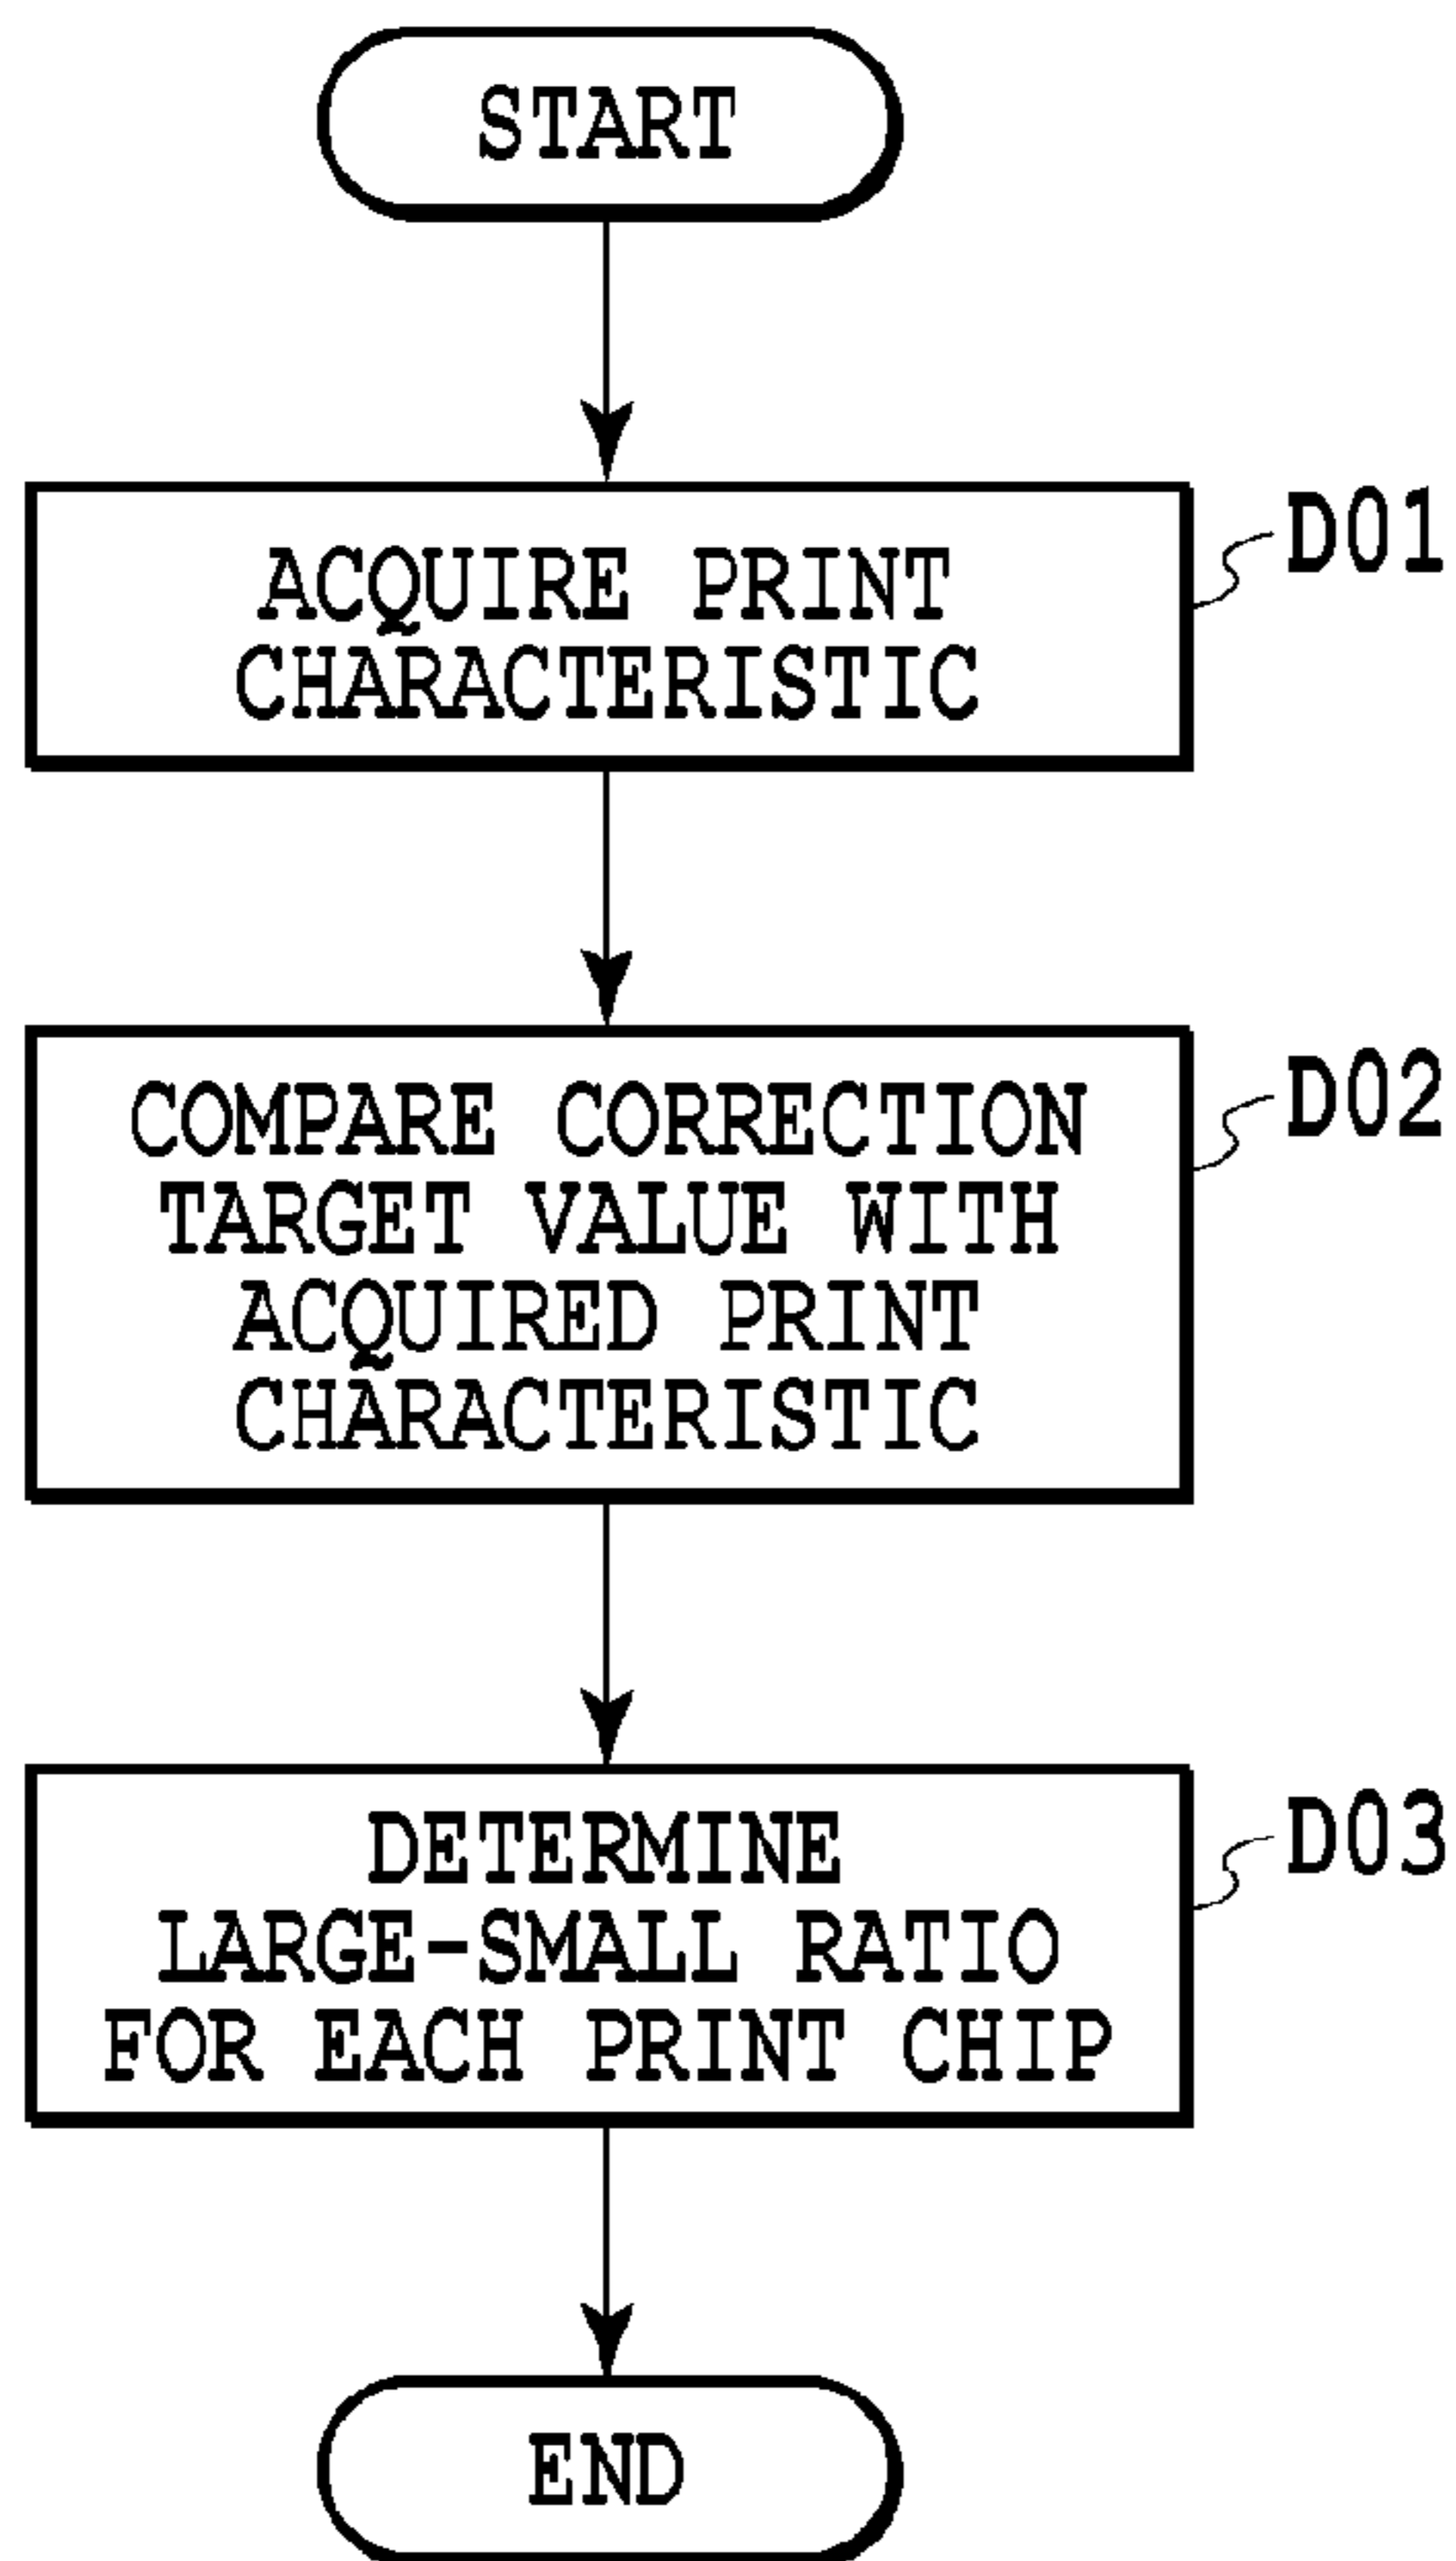 START
ACQUIRE PRINT
CHARACTERISTIC
D01
COMPARE CORRECTION
TARGET VALUE WITH
ACQUIRED PRINT
CHARACTERISTIC
D02
DETERMINE
LARGE-SMALL RATIO
FOR EACH PRINT CHIP
D03
END